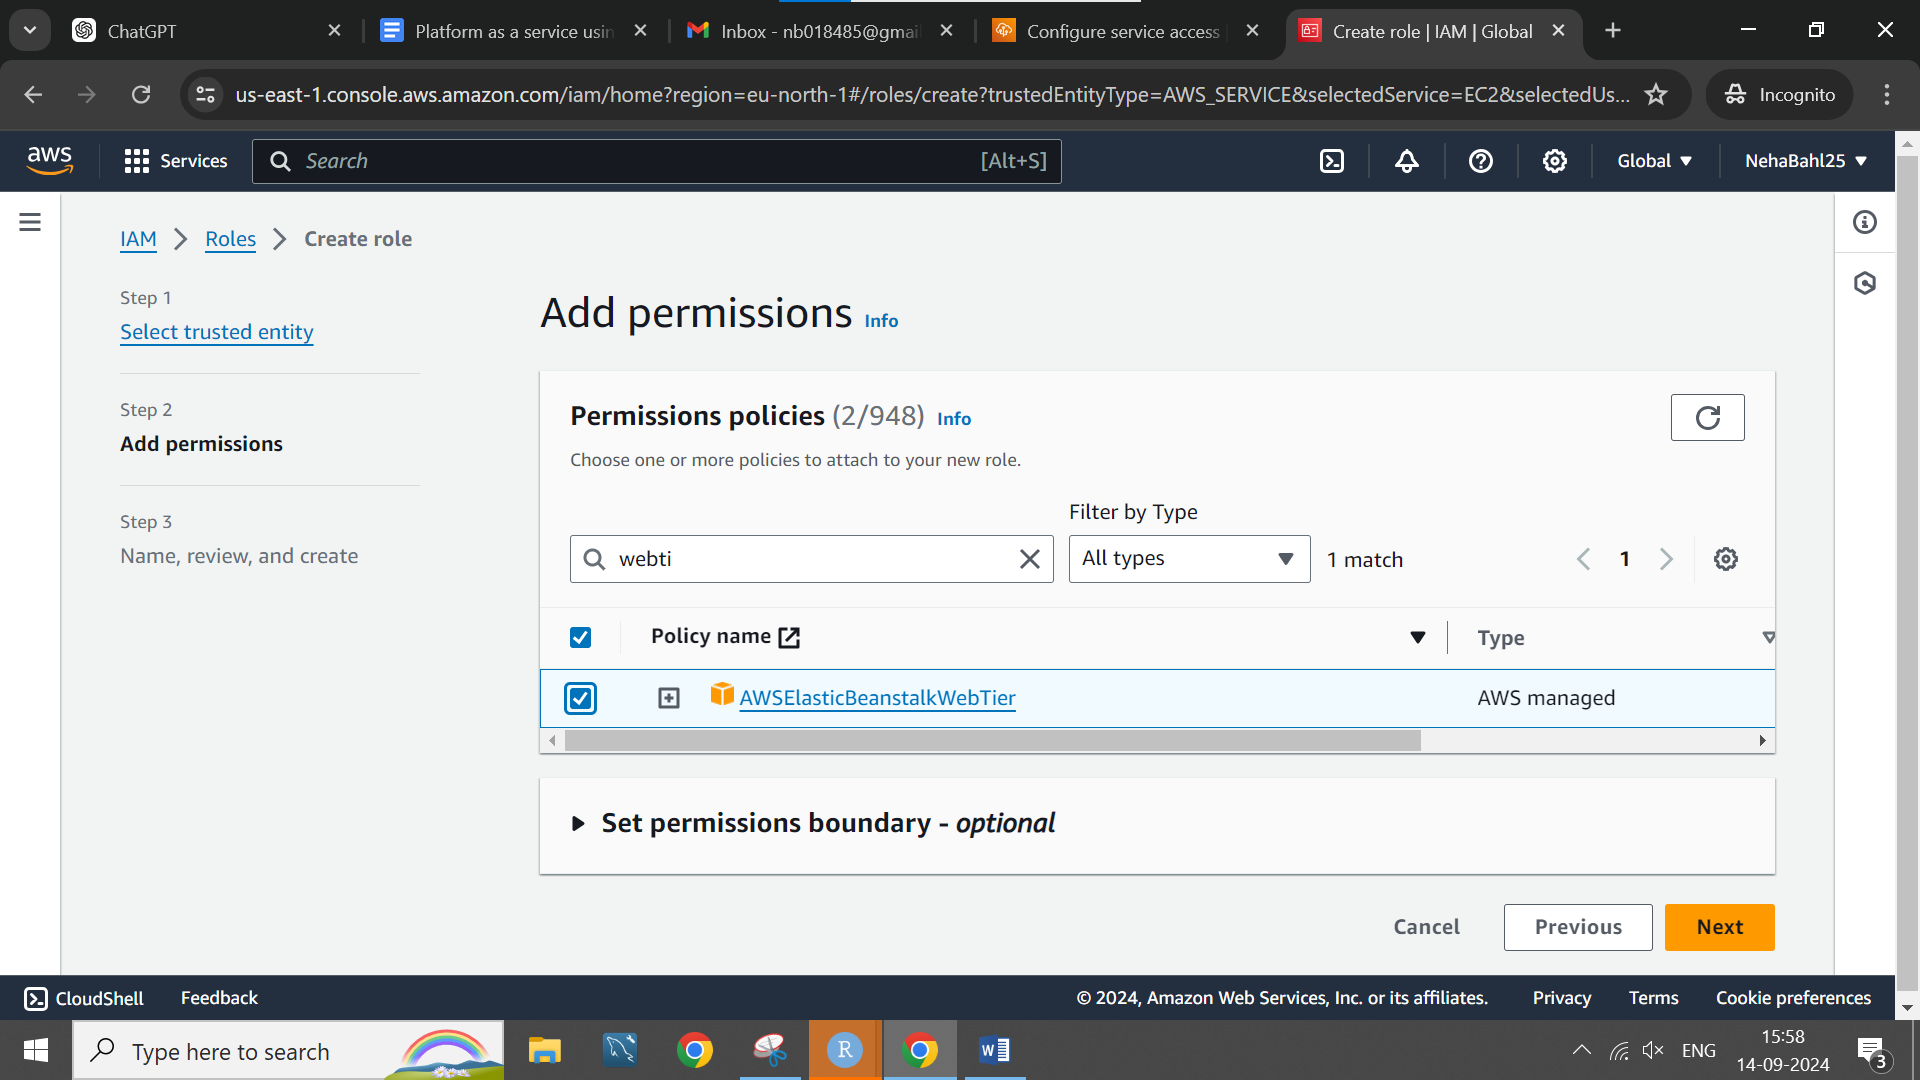 ChatGPT
Platform as a service usin
Inbox - nb018485@gmai
Configure service access
Create role | IAM | Global
us-east-1.console.aws.amazon.com/iam/home?region=eu-north-1#/roles/create?trustedEntityType=AWS_SERVICE&selectedService=EC2&selectedUs...
Incognito
aws
Services
Search
[Alt+S]
Global
NehaBahl25
IAM
Roles
Create role
Step 1
Select trusted entity
Step 2
Add permissions
Step 3
Name, review, and create
Add permissions Info
Permissions policies (2/948) Info
Choose one or more policies to attach to your new role.
Filter by Type
webti
All types
1 match
1
Policy name
Type
AWSElasticBeanstalkWebTier
AWS managed
Set permissions boundary - optional
Cancel
Previous
Next
CloudShell
Feedback
© 2024, Amazon Web Services, Inc. or its affiliates.
Privacy
Terms
Cookie preferences
Type here to search
R
W
ENG
15:58
14-09-2024
3